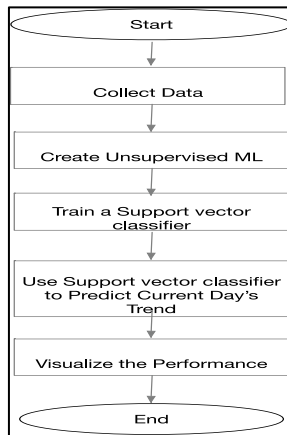 Start
Collect Data
Create Unsupervised ML
Train a Support vector
classifier
Use Support vector classifier
to Predict Current Day's
Trend
Visualize the Performance
End